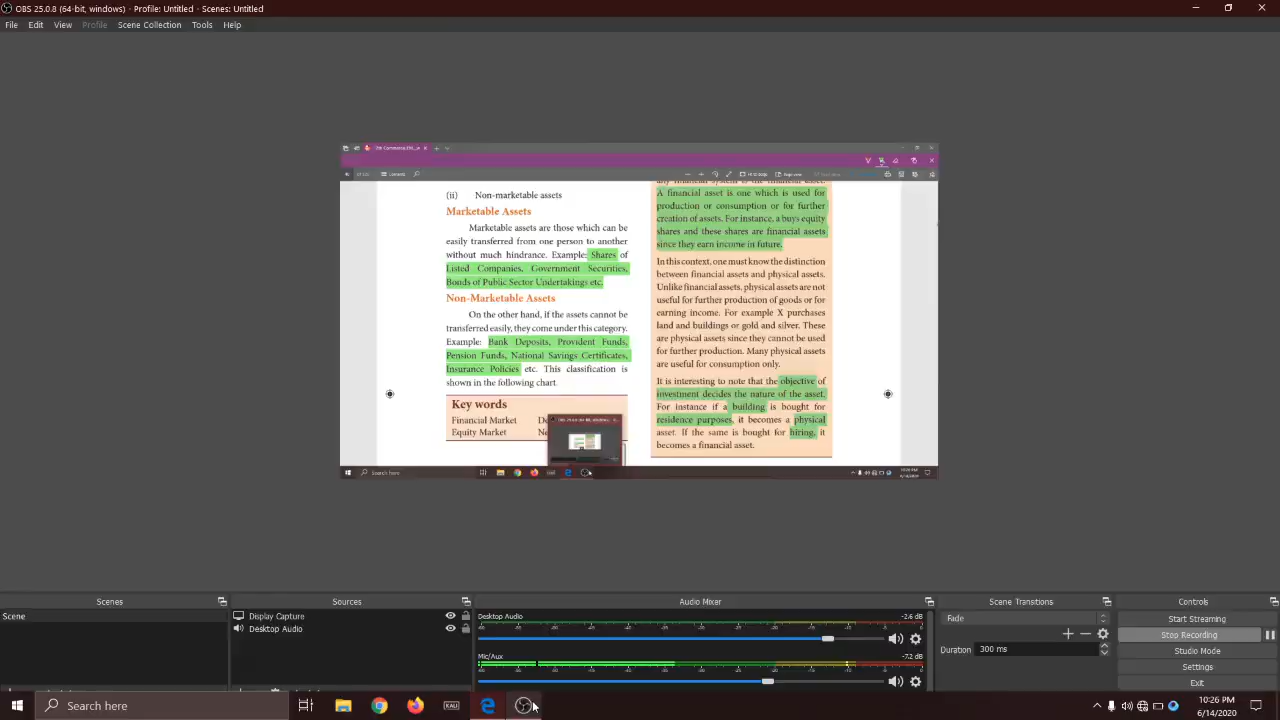 OBS 25.0.8 (64-bit, windows) - Profile: Untitled - Scenes: Untitled
File Edit View Profile Scene Collection Tools Help
(ii) Non-marketable assets
Marketable Assets
Marketable assets are those which can be
easily transferred from one person to another
without much hindrance. Example: Shares of
Listed Companies, Government Securities,
Bonds of Public Sector Undertakings etc.
Non-Marketable Assets
On the other hand, if the assets cannot be
transferred easily, they come under this category.
Example: Bank Deposits, Provident Funds,
Pension Funds, National Savings Certificates,
Insurance Policies etc. This classification is
shown in the following chart.
Key words
Financial Market
Equity Market
A financial asset is one which is used for
production or consumption or for further
creation of assets. For instance, a buys equity
shares and these shares are financial assets
since they earn income in future.
In this context, one must know the distinction
between financial assets and physical assets.
Unlike financial assets, physical assets are not
useful for further production of goods or for
earning income. For example X purchases
land and buildings or gold and silver. These
are physical assets since they cannot be used
for further production. Many physical assets
are useful for consumption only.
It is interesting to note that the objective of
investment decides the nature of the asset.
For instance if a building is bought for
residence purposes, it becomes a physical
asset. If the same is bought for hiring, it
becomes a financial asset.
Search here
Scenes
Scene
Sources
Display Capture
Desktop Audio
Audio Mixer
Desktop Audio -2.6 dB
Mic/Aux -7.2 dB
Scene Transitions
Fade
Duration 300 ms
Controls
Start Streaming
Stop Recording
Studio Mode
Settings
Exit
Search here
KAU
10:26 PM
6/14/2020